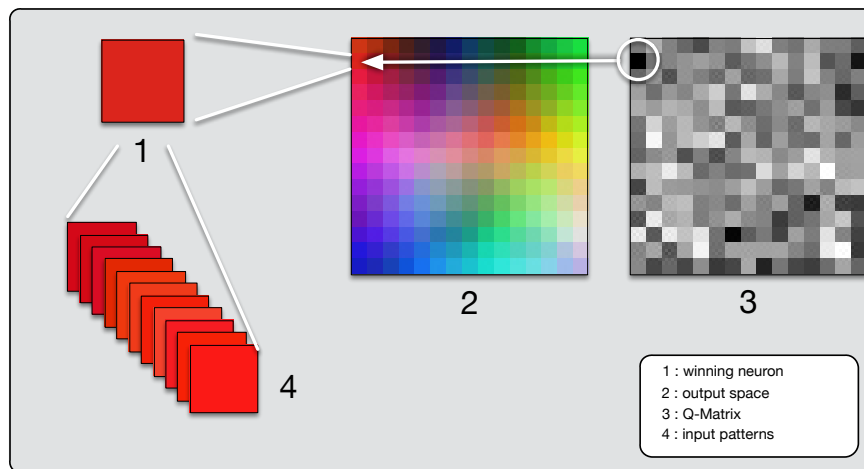 1
2
3
4
1 : winning neuron
2 : output space
3 : Q-Matrix
4 : input patterns